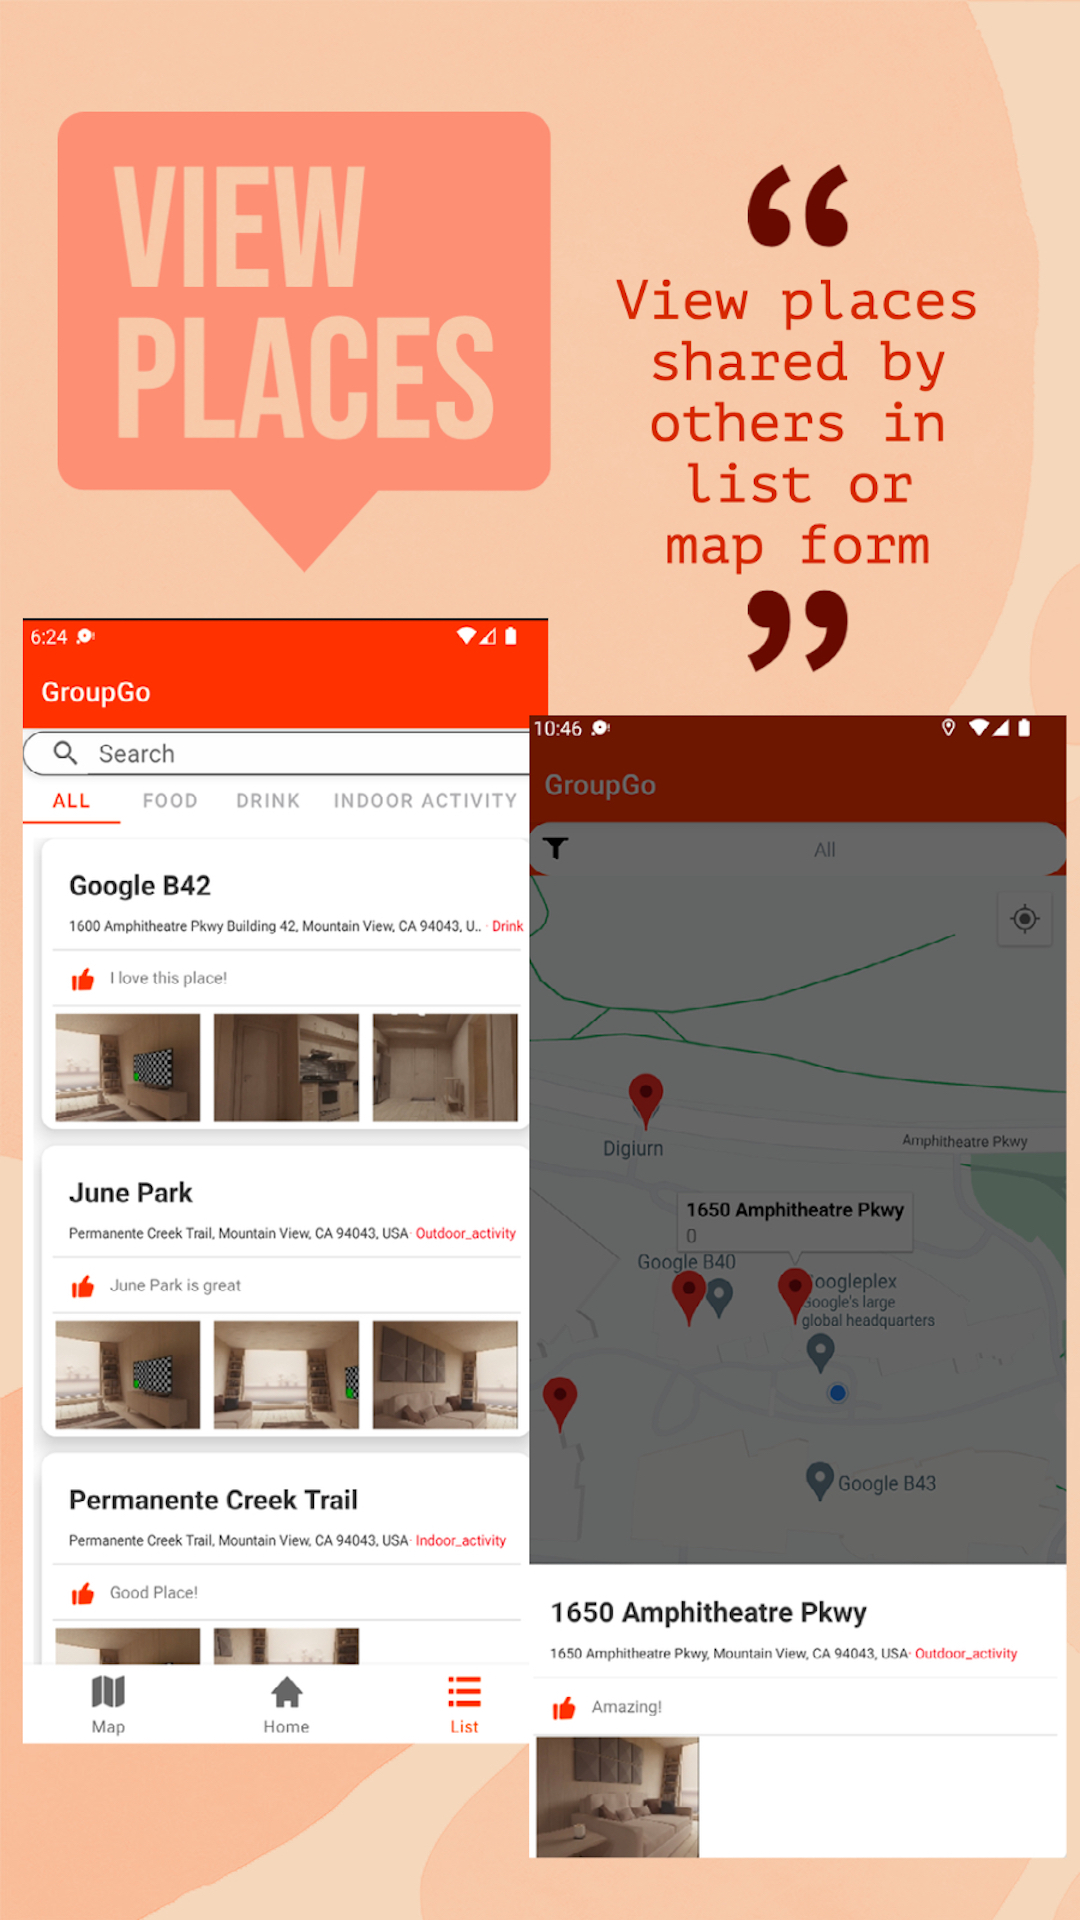 VIEW
PLACES
“
View places
shared by
others in
list or
map form
”
6:24
GroupGo
Search
ALL FOOD DRINK INDOOR ACTIVITY
Google B42
1600 Amphitheatre Pkwy Building 42, Mountain View, CA 94043, U.. · Drink
I love this place!
June Park
Permanente Creek Trail, Mountain View, CA 94043, USA· Outdoor_activity
June Park is great
Permanente Creek Trail
Permanente Creek Trail, Mountain View, CA 94043, USA· Indoor_activity
Good Place!
Map Home List
10:46
GroupGo
All
Amphitheatre Pkwy
Digiurn
1650 Amphitheatre Pkwy
0
Google B40
oogleplex
Google's large
global headquarters
Google B43
1650 Amphitheatre Pkwy
1650 Amphitheatre Pkwy, Mountain View, CA 94043, USA· Outdoor_activity
Amazing!